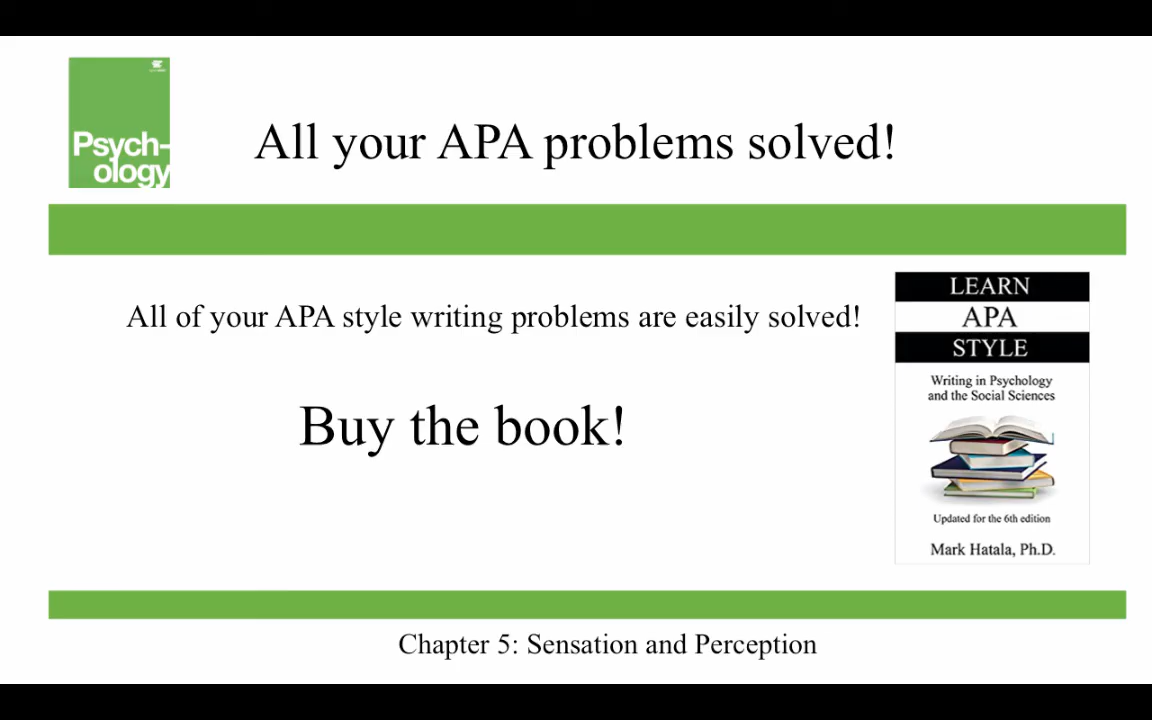 Psych-
ology
All your APA problems solved!
All of your APA style writing problems are easily solved!
Buy the book!
LEARN
APA
STYLE
Writing in Psychology
and the Social Sciences
Updated for the 6th edition
Mark Hatala, Ph.D.
Chapter 5: Sensation and Perception